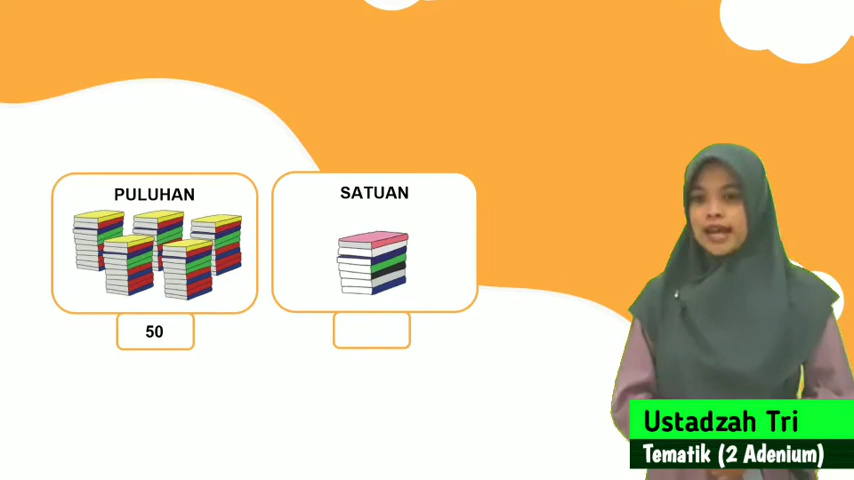 PULUHAN
SATUAN
50
Ustadzah Tri
Tematik (2 Adenium)